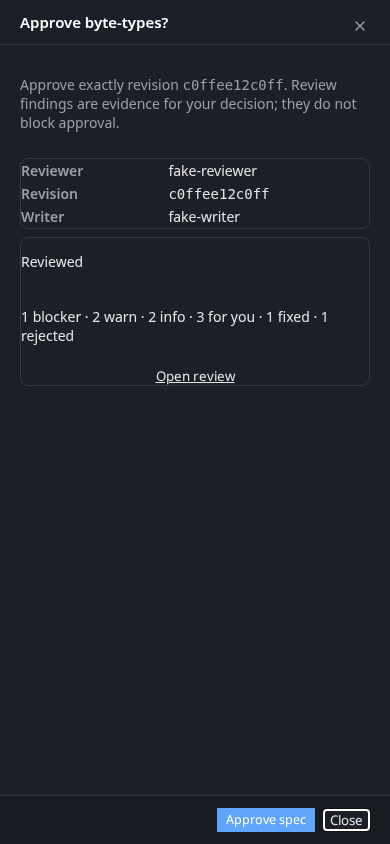 Approve byte-types?
×
Approve exactly revision c0ffee12c0ff. Review
findings are evidence for your decision; they do not
block approval.
Reviewer fake-reviewer
Revision c0ffee12c0ff
Writer fake-writer
Reviewed
1 blocker · 2 warn · 2 info · 3 for you · 1 fixed · 1
rejected
Open review
Approve spec Close